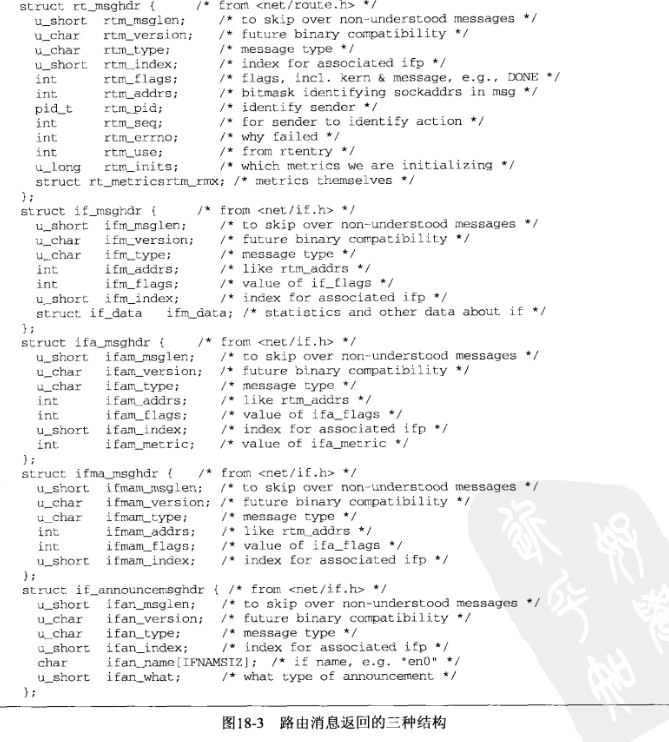 struct rt_msghdr {      /* from <net/route.h> */
  u_short  rtm_msglen;    /* to skip over non-understood messages */
  u_char   rtm_version;   /* future binary compatibility */
  u_char   rtm_type;      /* message type */
  u_short  rtm_index;     /* index for associated ifp */
  int      rtm_flags;     /* flags, incl. kern & message, e.g., DONE */
  int      rtm_addrs;     /* bitmask identifying sockaddrs in msg */
  pid_t    rtm_pid;       /* identify sender */
  int      rtm_seq;       /* for sender to identify action */
  int      rtm_errno;     /* why failed */
  int      rtm_use;       /* from rtentry */
  u_long   rtm_inits;     /* which metrics we are initializing */
  struct rt_metricsrtm_rmx; /* metrics themselves */
};
struct if_msghdr {      /* from <net/if.h> */
  u_short  ifm_msglen;    /* to skip over non-understood messages */
  u_char   ifm_version;   /* future binary compatibility */
  u_char   ifm_type;      /* message type */
  int      ifm_addrs;     /* like rtm_addrs */
  int      ifm_flags;     /* value of if_flags */
  u_short  ifm_index;     /* index for associated ifp */
  struct if_data   ifm_data; /* statistics and other data about if */
};
struct ifa_msghdr {     /* from <net/if.h> */
  u_short  ifam_msglen;   /* to skip over non-understood messages */
  u_char   ifam_version;  /* future binary compatibility */
  u_char   ifam_type;     /* message type */
  int      ifam_addrs;    /* like rtm_addrs */
  int      ifam_flags;    /* value of ifa_flags */
  u_short  ifam_index;    /* index for associated ifp */
  int      ifam_metric;   /* value of ifa_metric */
};
struct ifma_msghdr {    /* from <net/if.h> */
  u_short  ifmam_msglen;  /* to skip over non-understood messages */
  u_char   ifmam_version; /* future binary compatibility */
  u_char   ifmam_type;    /* message type */
  int      ifmam_addrs;   /* like rtm_addrs */
  int      ifmam_flags;   /* value of ifa_flags */
  u_short  ifmam_index;   /* index for associated ifp */
};
struct if_announcemsghdr { /* from <net/if.h> */
  u_short  ifan_msglen;   /* to skip over non-understood messages */
  u_char   ifan_version;  /* future binary compatibility */
  u_char   ifan_type;     /* message type */
  u_short  ifan_index;    /* index for associated ifp */
  char     ifan_name[IFNAMSIZ];  /* if name, e.g. "en0" */
  u_short  ifan_what;     /* what type of announcement */
};
图18-3 路由消息返回的三种结构